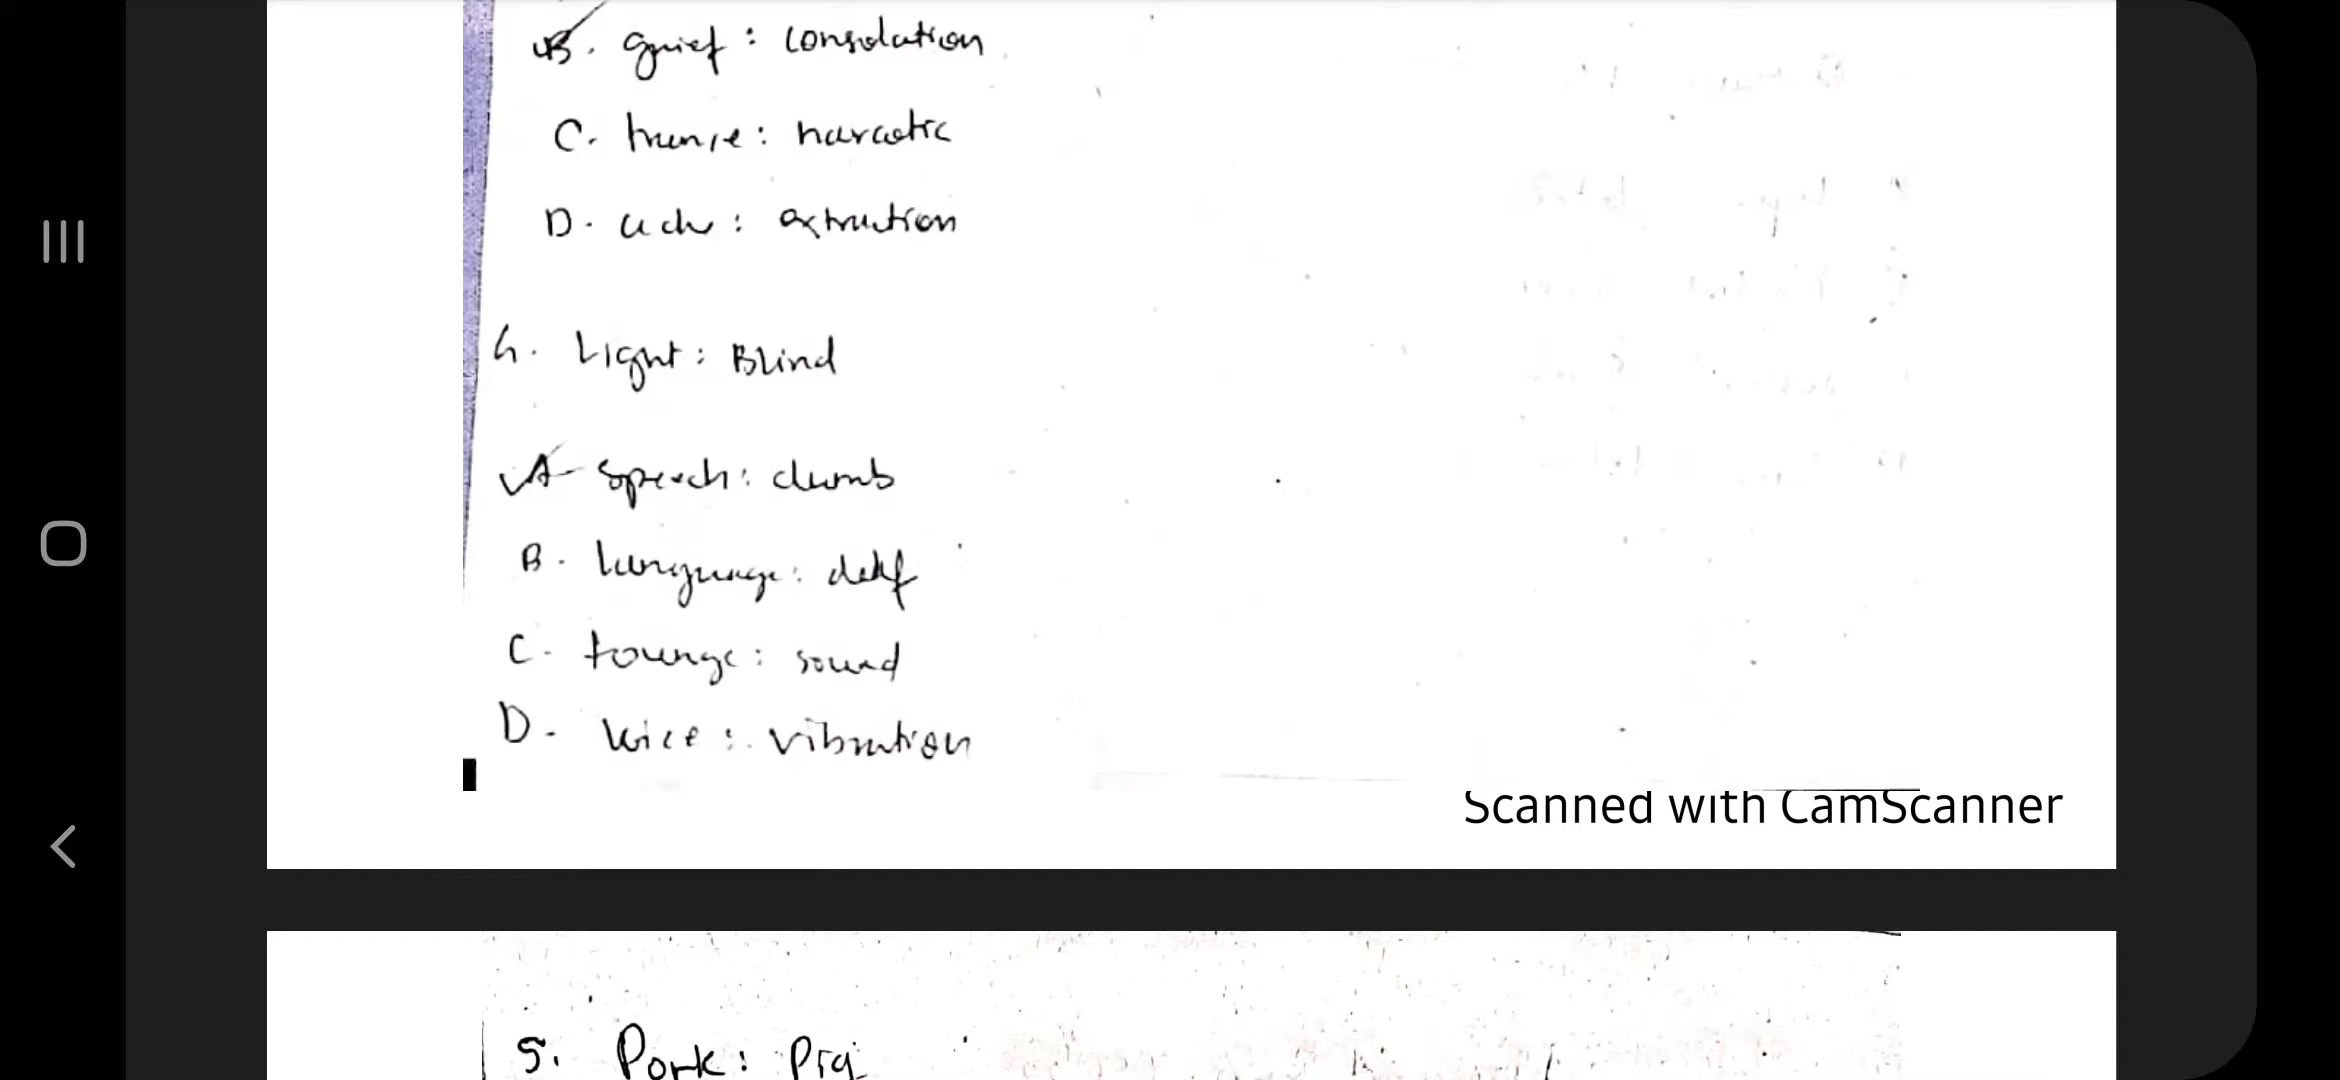 B. grief : consolation
C. trance : narcotic
D. ache : extraction
4. Light : Blind
A- speech : dumb
B. language : deaf
C. tounge : sound
D. voice : vibration
Scanned with CamScanner
5. Pork : Pig